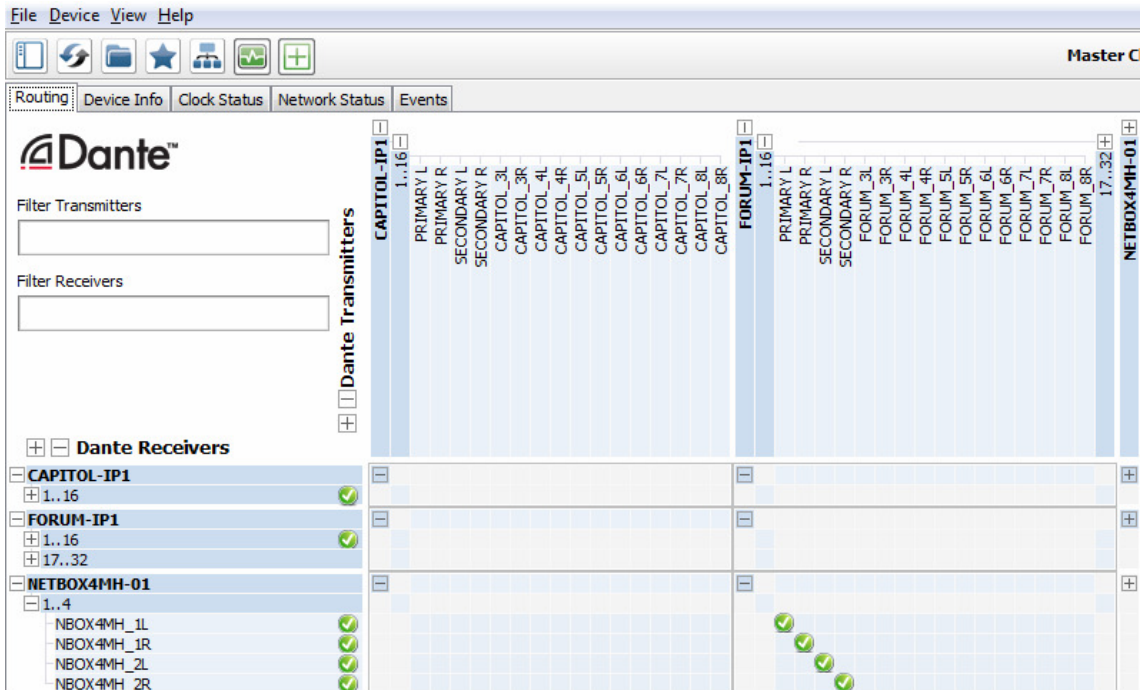 File Device View Help
Master Cl
Routing Device Info Clock Status Network Status Events
Dante™
Filter Transmitters
Filter Receivers
Dante Transmitters
Dante Receivers
CAPITOL-IP1
1..16
PRIMARY L
PRIMARY R
SECONDARY L
SECONDARY R
CAPITOL_3L
CAPITOL_3R
CAPITOL_4L
CAPITOL_4R
CAPITOL_5L
CAPITOL_5R
CAPITOL_6L
CAPITOL_6R
CAPITOL_7L
CAPITOL_7R
CAPITOL_8L
CAPITOL_8R
FORUM-IP1
1..16
PRIMARY L
PRIMARY R
SECONDARY L
SECONDARY R
FORUM_3L
FORUM_3R
FORUM_4L
FORUM_4R
FORUM_5L
FORUM_5R
FORUM_6L
FORUM_6R
FORUM_7L
FORUM_7R
FORUM_8L
FORUM_8R
17..32
NETBOX4MH-01
CAPITOL-IP1
1..16
FORUM-IP1
1..16
17..32
NETBOX4MH-01
1..4
NBOX4MH_1L
NBOX4MH_1R
NBOX4MH_2L
NBOX4MH_2R